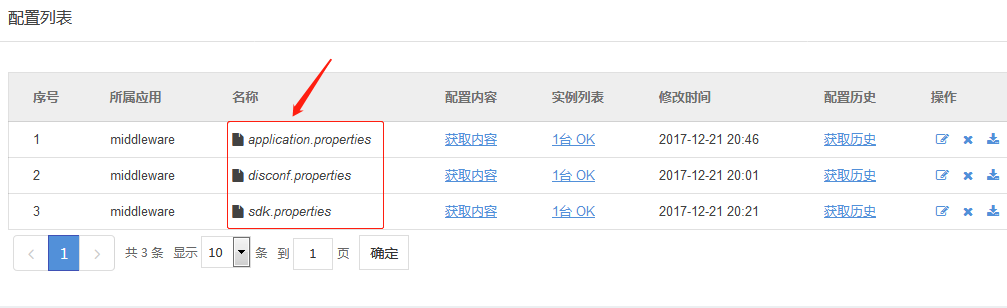 配置列表
序号 所属应用 名称 配置内容 实例列表 修改时间 配置历史 操作
1 middleware application.properties 获取内容 1台 OK 2017-12-21 20:46 获取历史
2 middleware disconf.properties 获取内容 1台 OK 2017-12-21 20:01 获取历史
3 middleware sdk.properties 获取内容 1台 OK 2017-12-21 20:21 获取历史
‹ 1 › 共 3 条 显示 10 条 到 1 页 确定